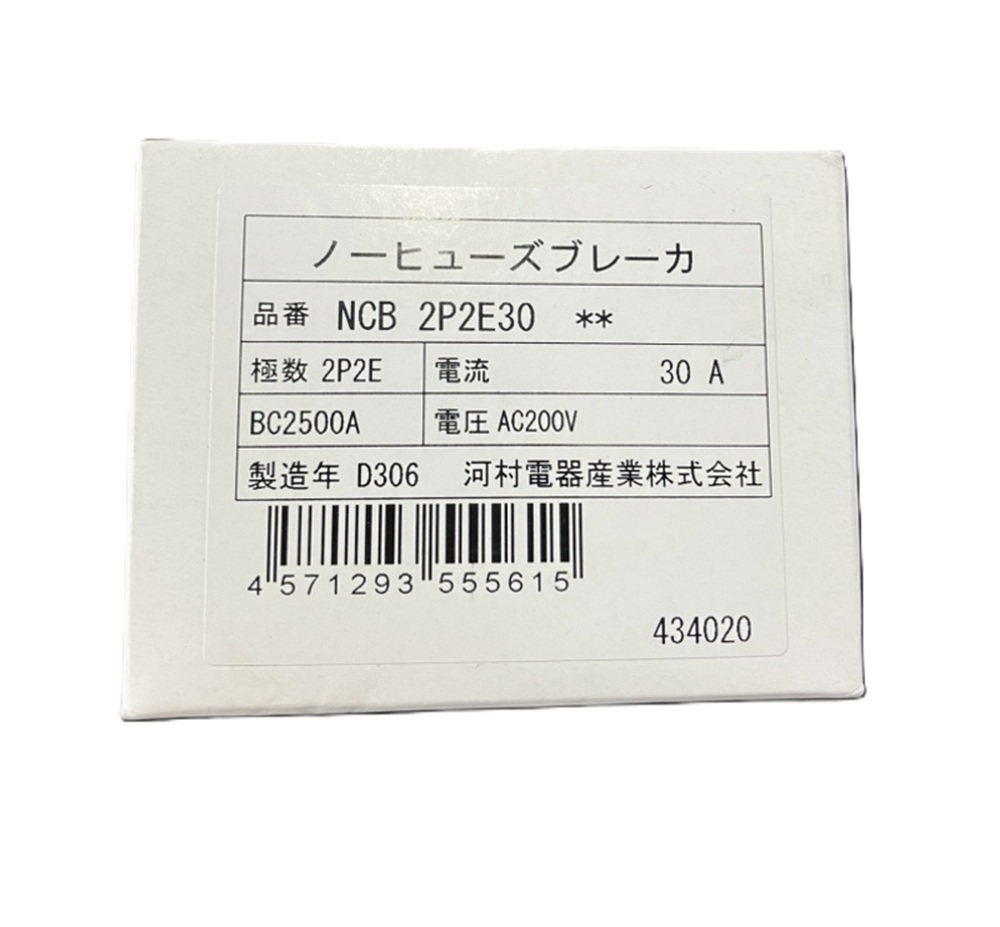 ノーヒューズブレーカ
品番 NCB 2P2E30 **
極数 2P2E 電流 30 A
BC2500A 電圧 AC200V
製造年 D306 河村電器産業株式会社
4 571293 555615
434020